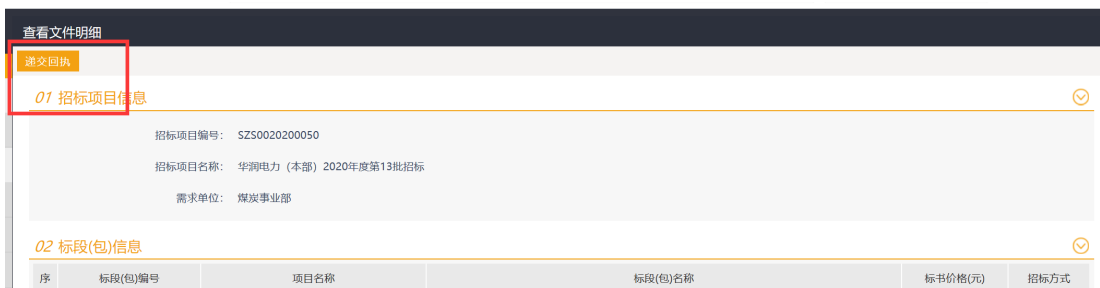 查看文件明细
递交回执
01 招标项目信息
招标项目编号： SZS0020200050
招标项目名称： 华润电力（本部）2020年度第13批招标
需求单位： 煤炭事业部
02 标段(包)信息
序 标段(包)编号 项目名称 标段(包)名称 标书价格(元) 招标方式